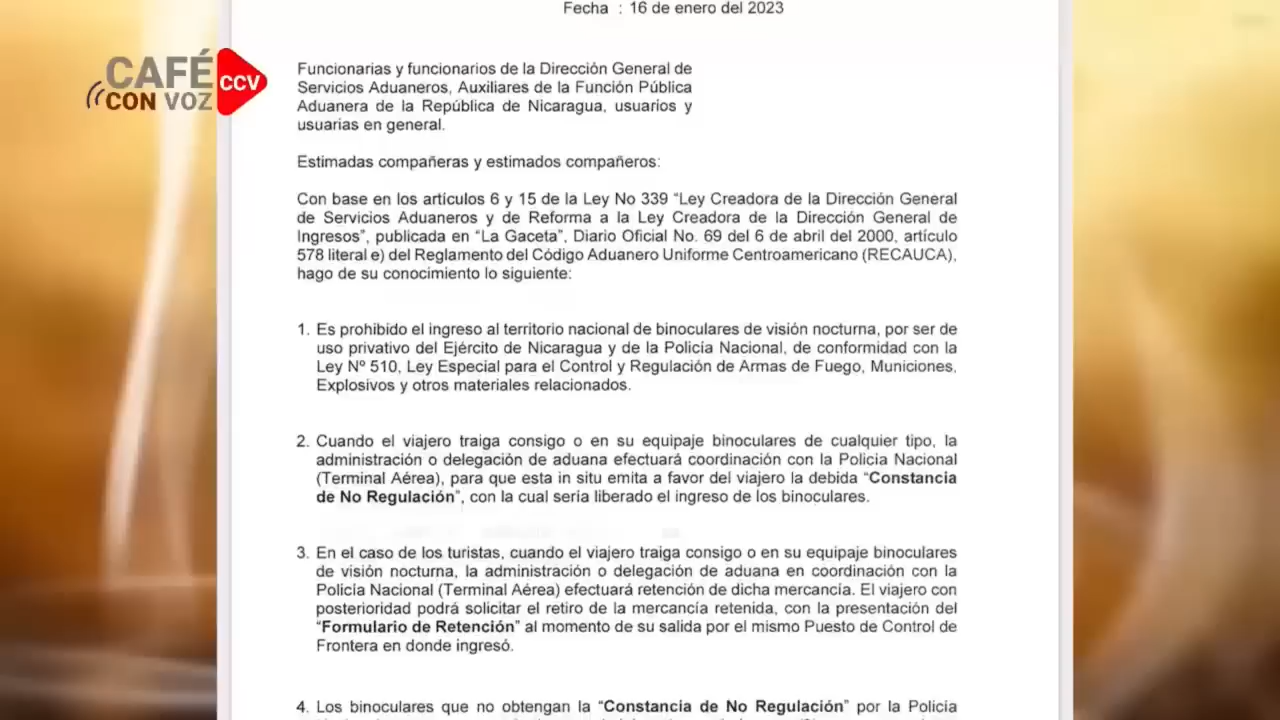 Fecha : 16 de enero del 2023
CAFÉ
CON VOZ
CCV
Funcionarias y funcionarios de la Dirección General de
Servicios Aduaneros, Auxiliares de la Función Pública
Aduanera de la República de Nicaragua, usuarios y
usuarias en general.
Estimadas compañeras y estimados compañeros:
Con base en los artículos 6 y 15 de la Ley No 339 “Ley Creadora de la Dirección General
de Servicios Aduaneros y de Reforma a la Ley Creadora de la Dirección General de
Ingresos”, publicada en “La Gaceta”, Diario Oficial No. 69 del 6 de abril del 2000, artículo
578 literal e) del Reglamento del Código Aduanero Uniforme Centroamericano (RECAUCA),
hago de su conocimiento lo siguiente:
1. Es prohibido el ingreso al territorio nacional de binoculares de visión nocturna, por ser de
uso privativo del Ejército de Nicaragua y de la Policía Nacional, de conformidad con la
Ley Nº 510, Ley Especial para el Control y Regulación de Armas de Fuego, Municiones,
Explosivos y otros materiales relacionados.
2. Cuando el viajero traiga consigo o en su equipaje binoculares de cualquier tipo, la
administración o delegación de aduana efectuará coordinación con la Policía Nacional
(Terminal Aérea), para que esta in situ emita a favor del viajero la debida “Constancia
de No Regulación”, con la cual sería liberado el ingreso de los binoculares.
3. En el caso de los turistas, cuando el viajero traiga consigo o en su equipaje binoculares
de visión nocturna, la administración o delegación de aduana en coordinación con la
Policía Nacional (Terminal Aérea) efectuará retención de dicha mercancía. El viajero con
posterioridad podrá solicitar el retiro de la mercancía retenida, con la presentación del
“Formulario de Retención” al momento de su salida por el mismo Puesto de Control de
Frontera en donde ingresó.
4. Los binoculares que no obtengan la “Constancia de No Regulación” por la Policía